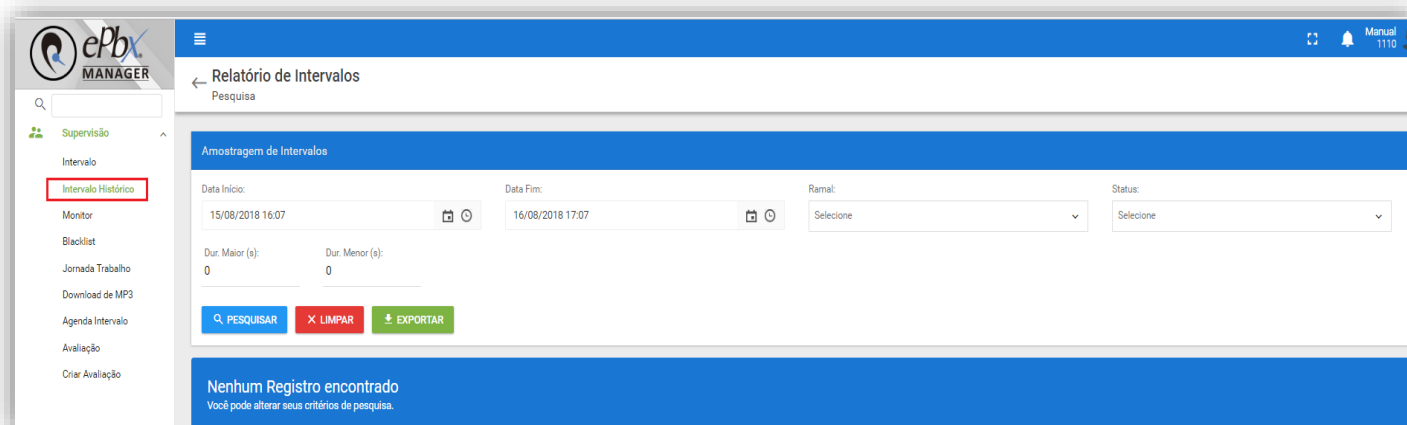 ePbx.
MANAGER
Manual
1110
Relatório de Intervalos
Pesquisa
Supervisão
Intervalo
Intervalo Histórico
Monitor
Blacklist
Jornada Trabalho
Download de MP3
Agenda Intervalo
Avaliação
Criar Avaliação
Amostragem de Intervalos
Data Início: Data Fim: Ramal: Status:
15/08/2018 16:07 16/08/2018 17:07 Selecione Selecione
Dur. Maior (s): Dur. Menor (s):
0 0
PESQUISAR LIMPAR EXPORTAR
Nenhum Registro encontrado
Você pode alterar seus critérios de pesquisa.